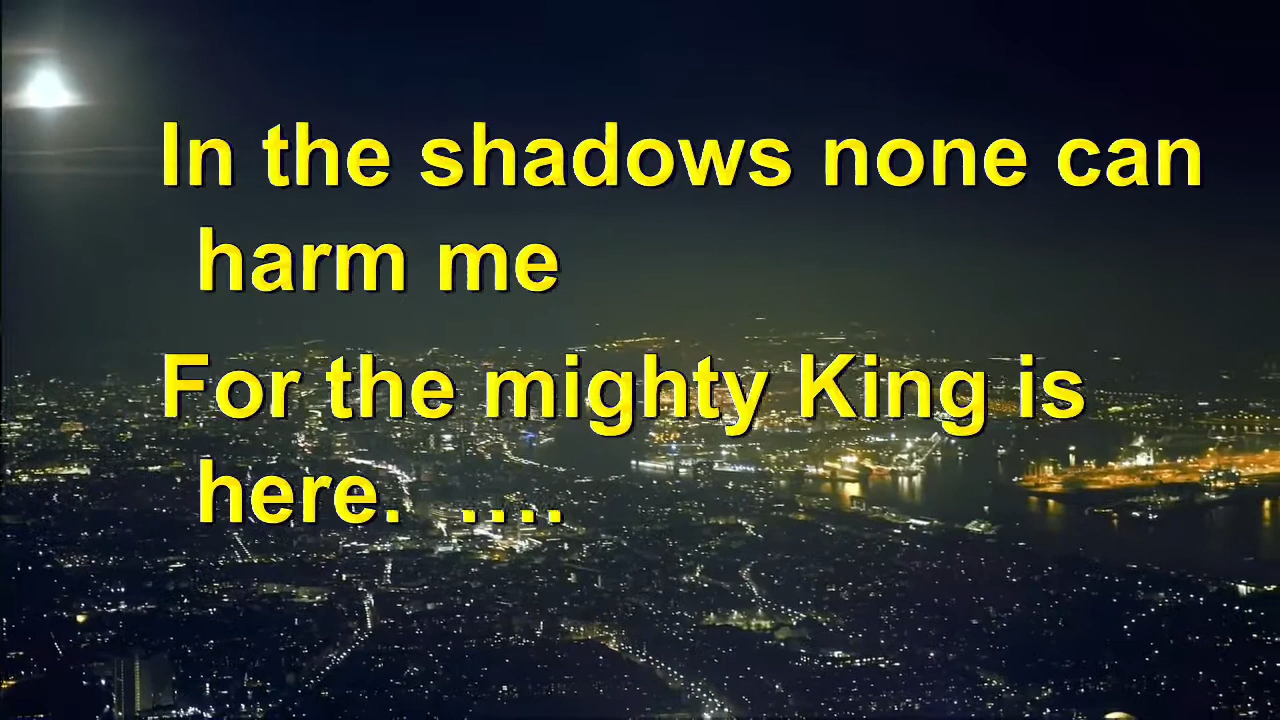 In the shadows none can
harm me
For the mighty King is
here.  ....